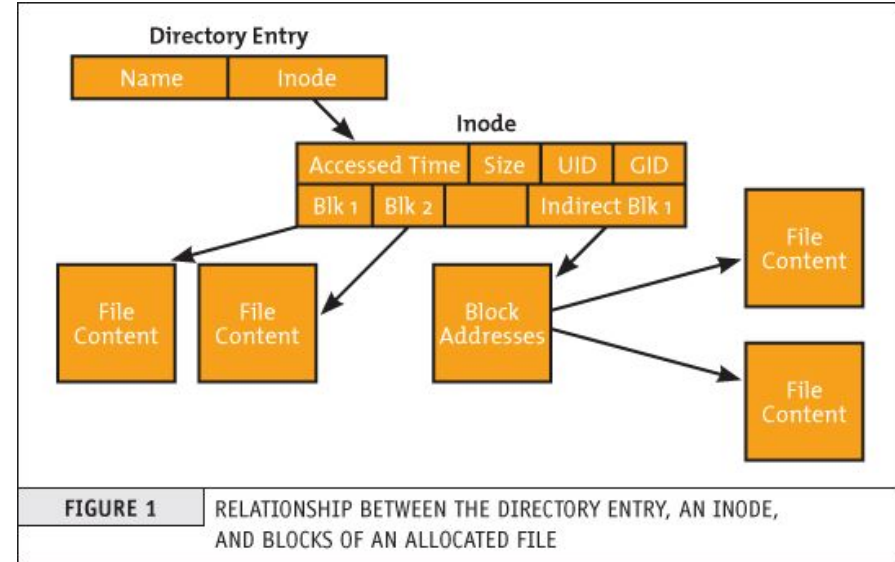 Directory Entry
Name Inode
Inode
Accessed Time Size UID GID
Blk 1 Blk 2 Indirect Blk 1
File
Content
File
Content
Block
Addresses
File
Content
File
Content
FIGURE 1 RELATIONSHIP BETWEEN THE DIRECTORY ENTRY, AN INODE,
AND BLOCKS OF AN ALLOCATED FILE